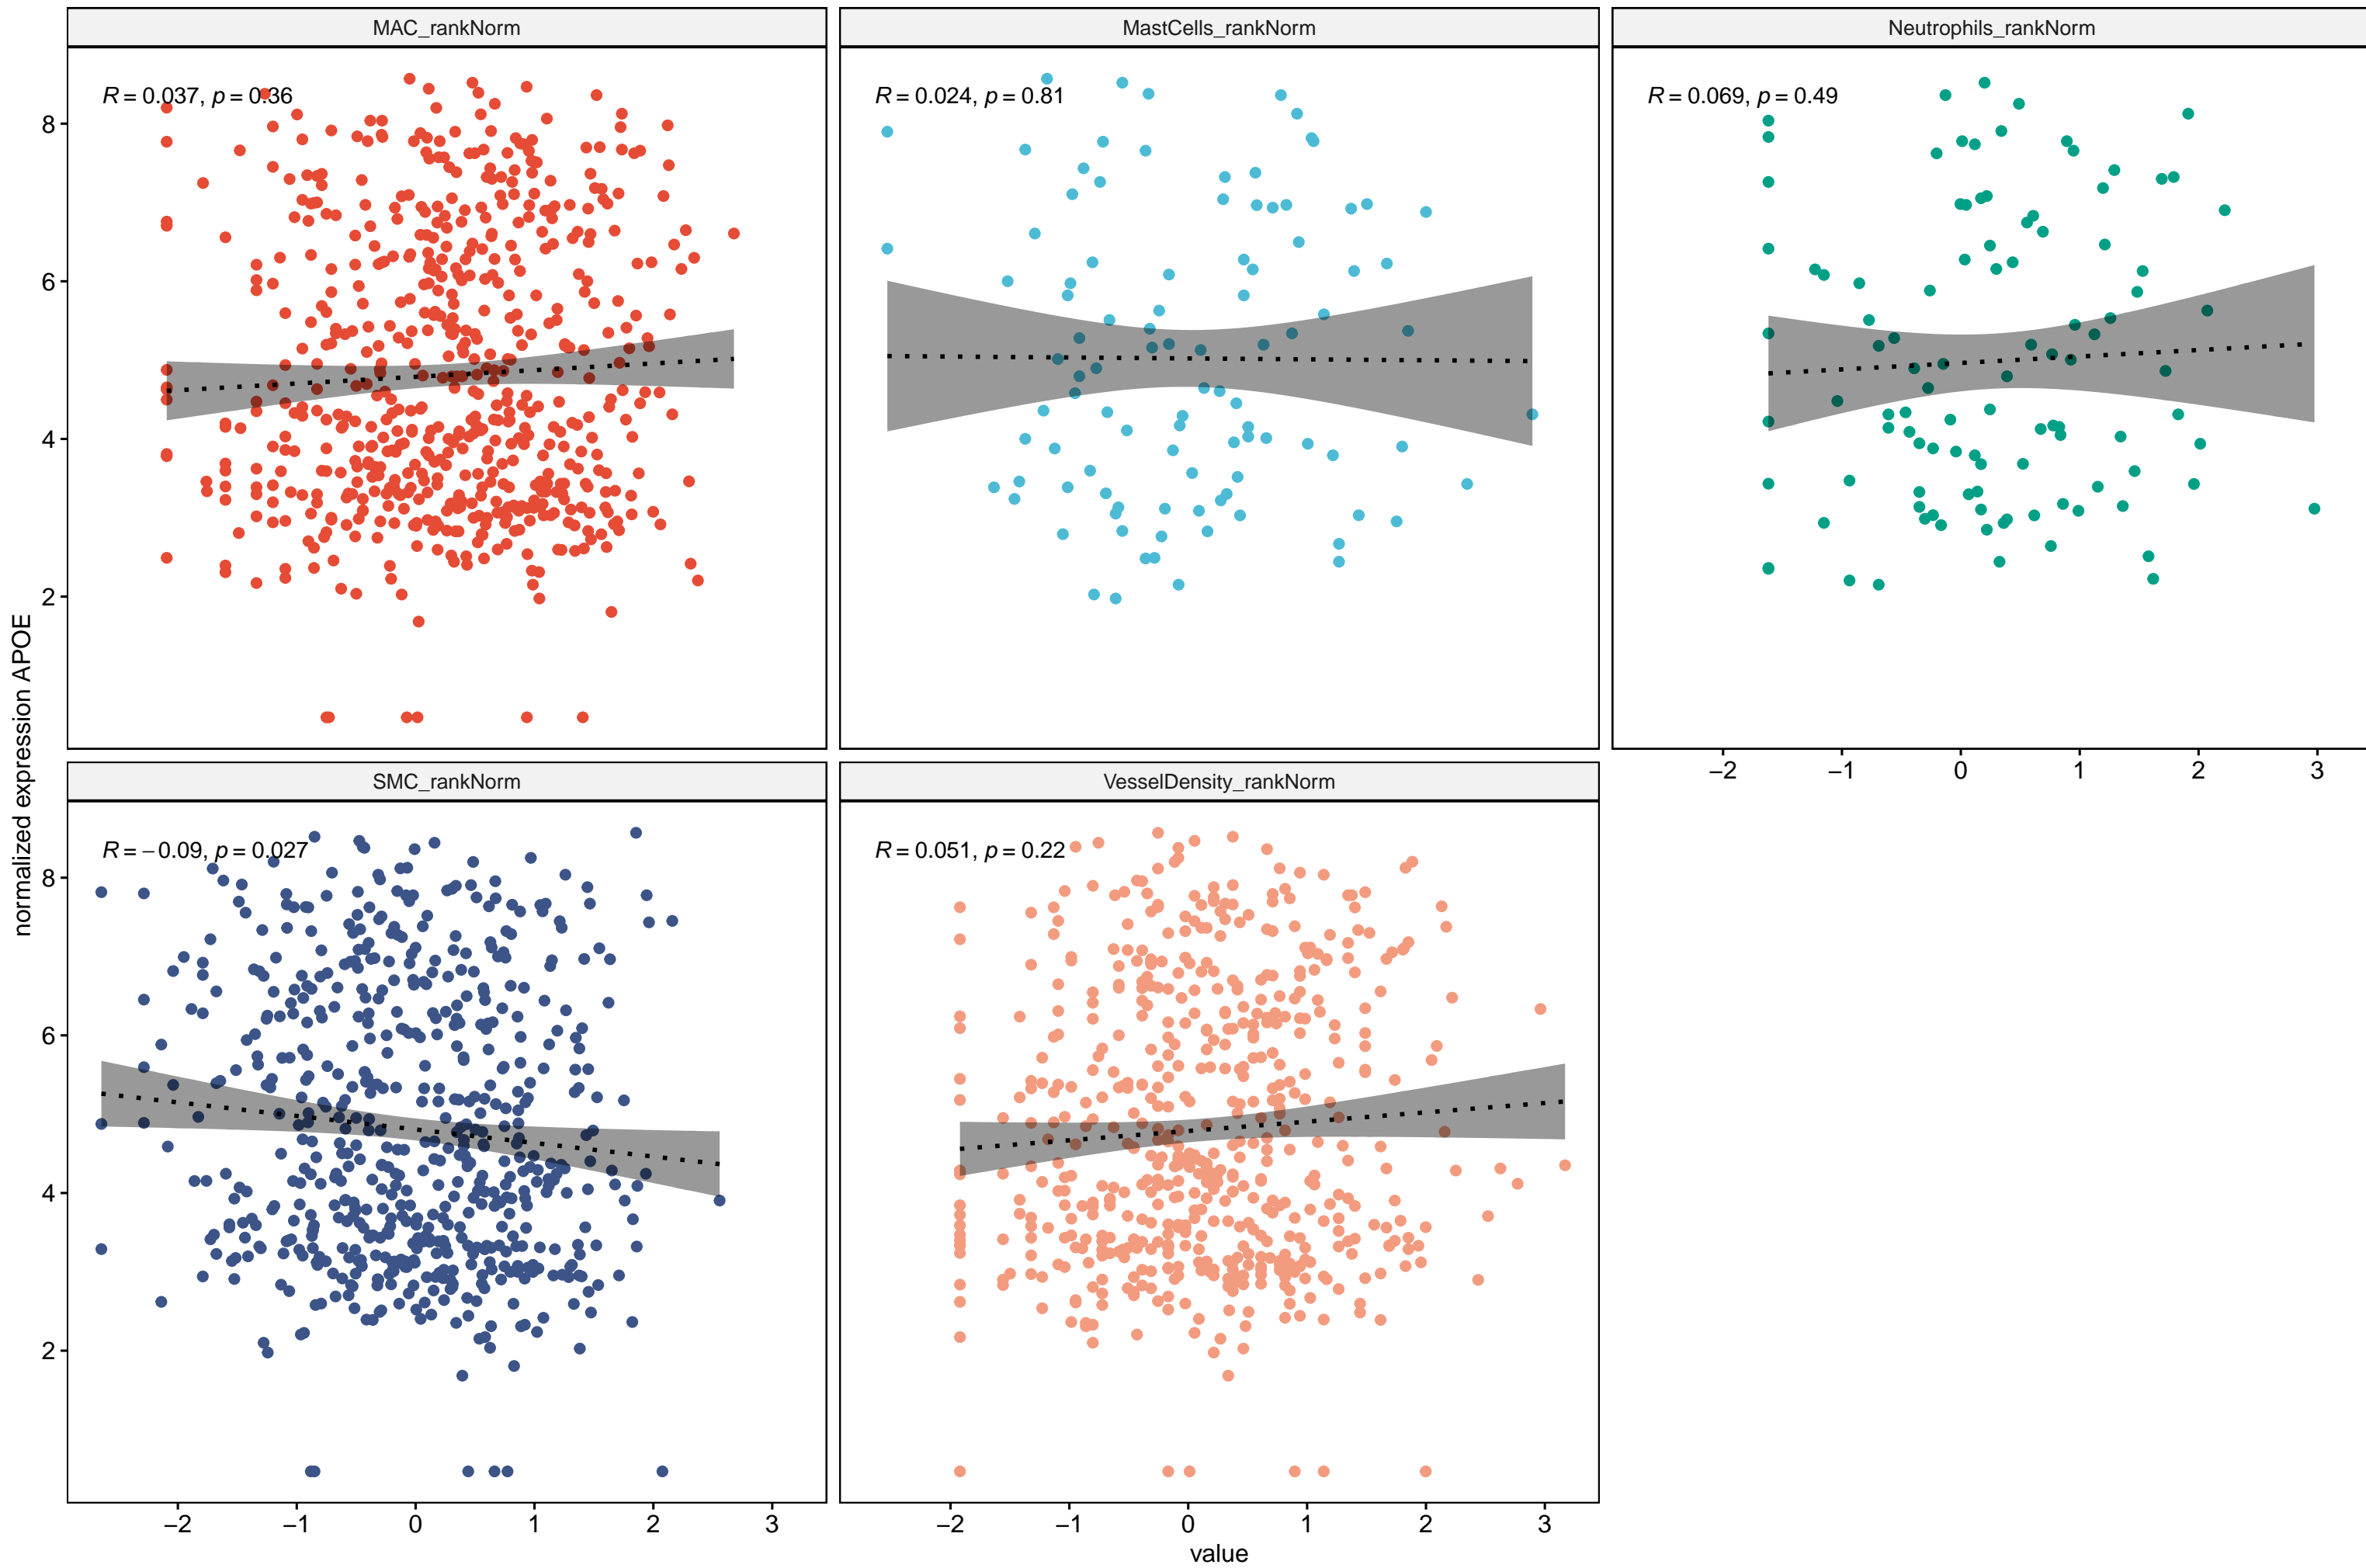 MAC_rankNorm
MastCells_rankNorm
Neutrophils_rankNorm
R = 0.037, p = 0.36
R = 0.024, p = 0.81
R = 0.069, p = 0.49
8
6
4
2
−2 −1 0 1 2 3
normalized expression APOE
SMC_rankNorm
VesselDensity_rankNorm
R = −0.09, p = 0.027
R = 0.051, p = 0.22
8
6
4
2
−2 −1 0 1 2 3
−2 −1 0 1 2 3
value